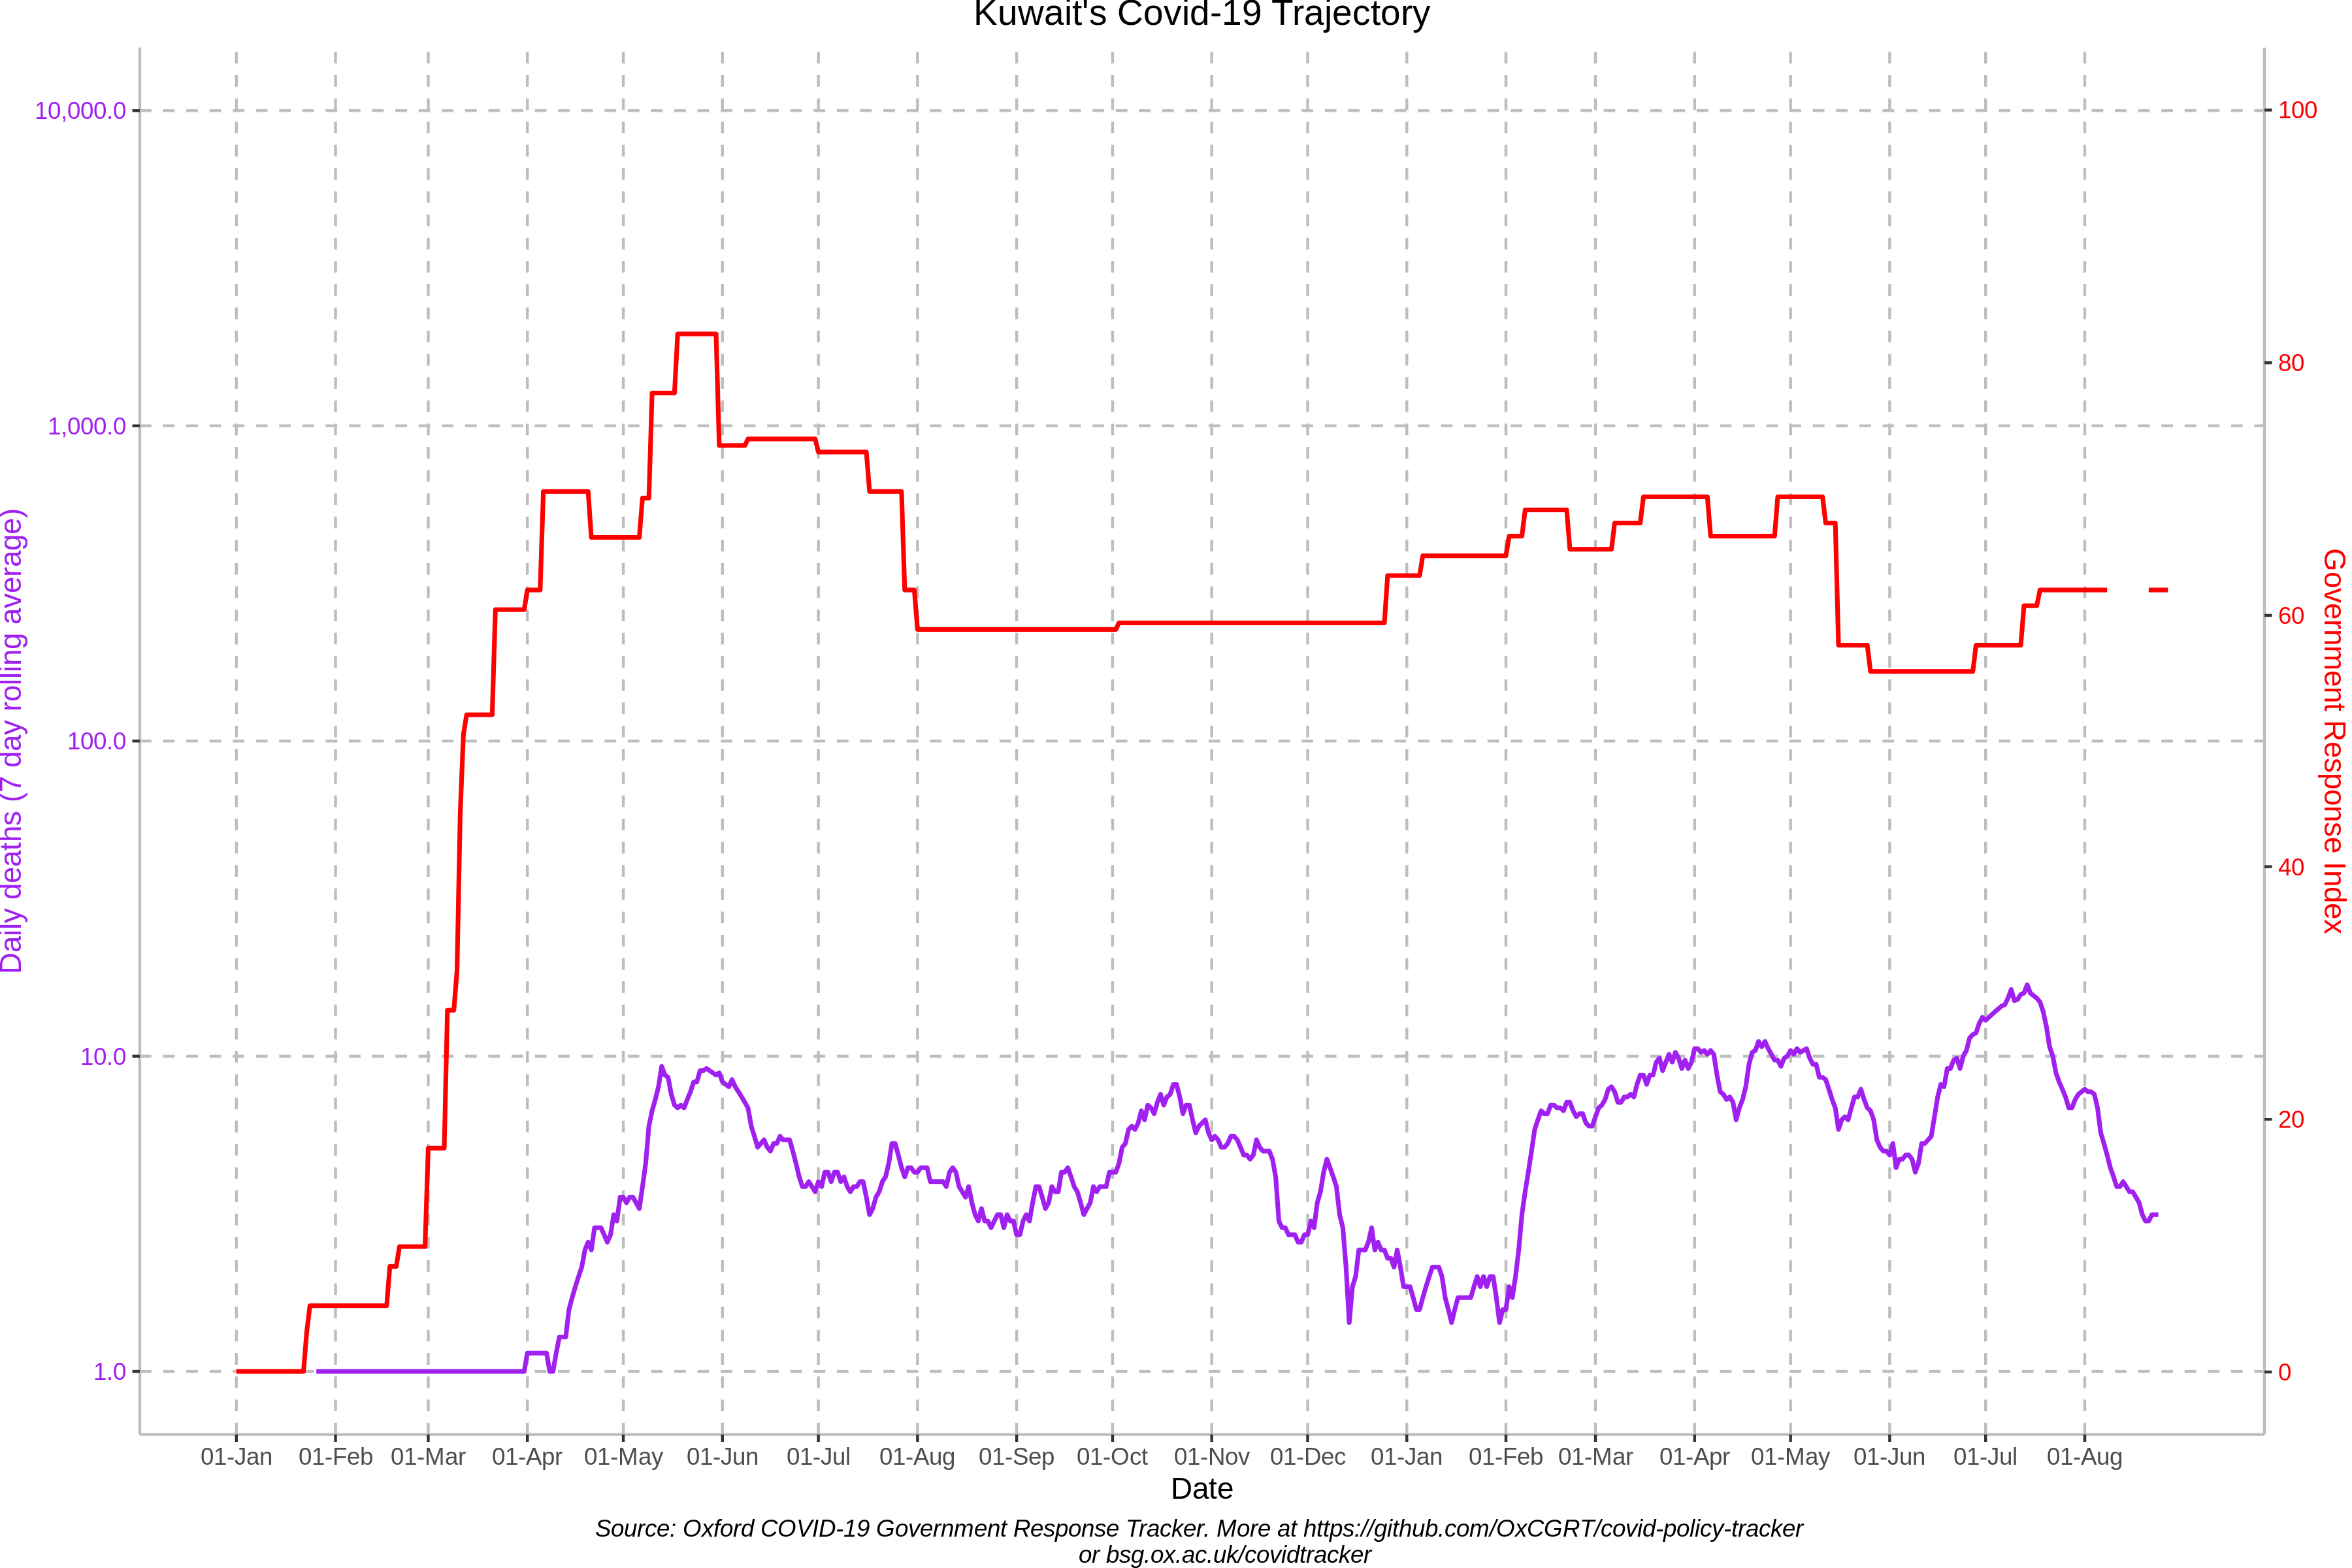 Kuwait's Covid-19 Trajectory
10,000.0
1,000.0
100.0
10.0
1.0
Daily deaths (7 day rolling average)
100
80
60
40
20
0
Government Response Index
01-Jan 01-Feb 01-Mar 01-Apr 01-May 01-Jun 01-Jul 01-Aug 01-Sep 01-Oct 01-Nov 01-Dec 01-Jan 01-Feb 01-Mar 01-Apr 01-May 01-Jun 01-Jul 01-Aug
Date
Source: Oxford COVID-19 Government Response Tracker. More at https://github.com/OxCGRT/covid-policy-tracker
or bsg.ox.ac.uk/covidtracker